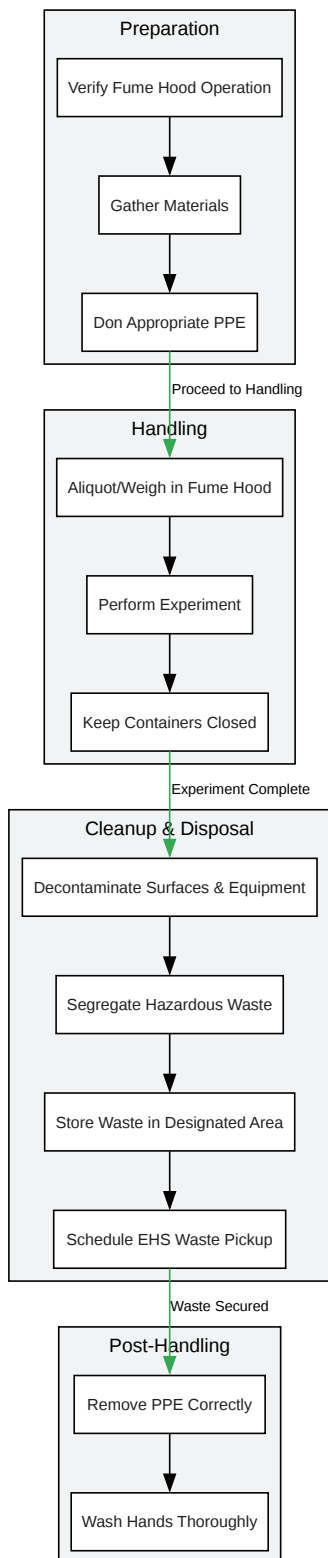 Preparation
Verify Fume Hood Operation
Gather Materials
Don Appropriate PPE
Proceed to Handling
Handling
Aliquot/Weigh in Fume Hood
Perform Experiment
Keep Containers Closed
Experiment Complete
Cleanup & Disposal
Decontaminate Surfaces & Equipment
Segregate Hazardous Waste
Store Waste in Designated Area
Schedule EHS Waste Pickup
Waste Secured
Post-Handling
Remove PPE Correctly
Wash Hands Thoroughly